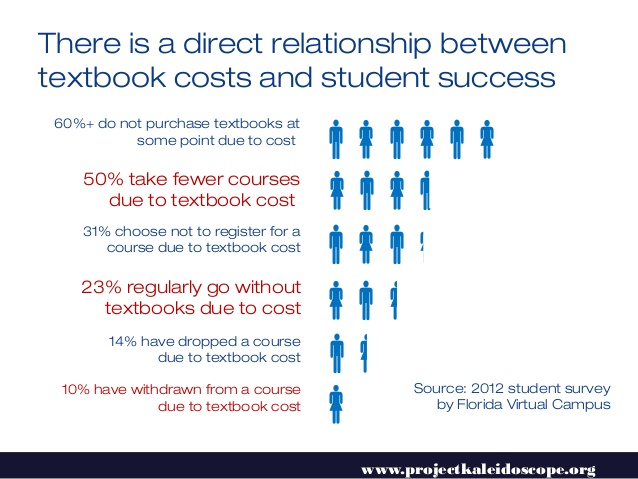 There is a direct relationship between
textbook costs and student success
60%+ do not purchase textbooks at
some point due to cost
50% take fewer courses
due to textbook cost
31% choose not to register for a
course due to textbook cost
23% regularly go without
textbooks due to cost
14% have dropped a course
due to textbook cost
10% have withdrawn from a course
due to textbook cost
Source: 2012 student survey
by Florida Virtual Campus
www.projectkaleidoscope.org